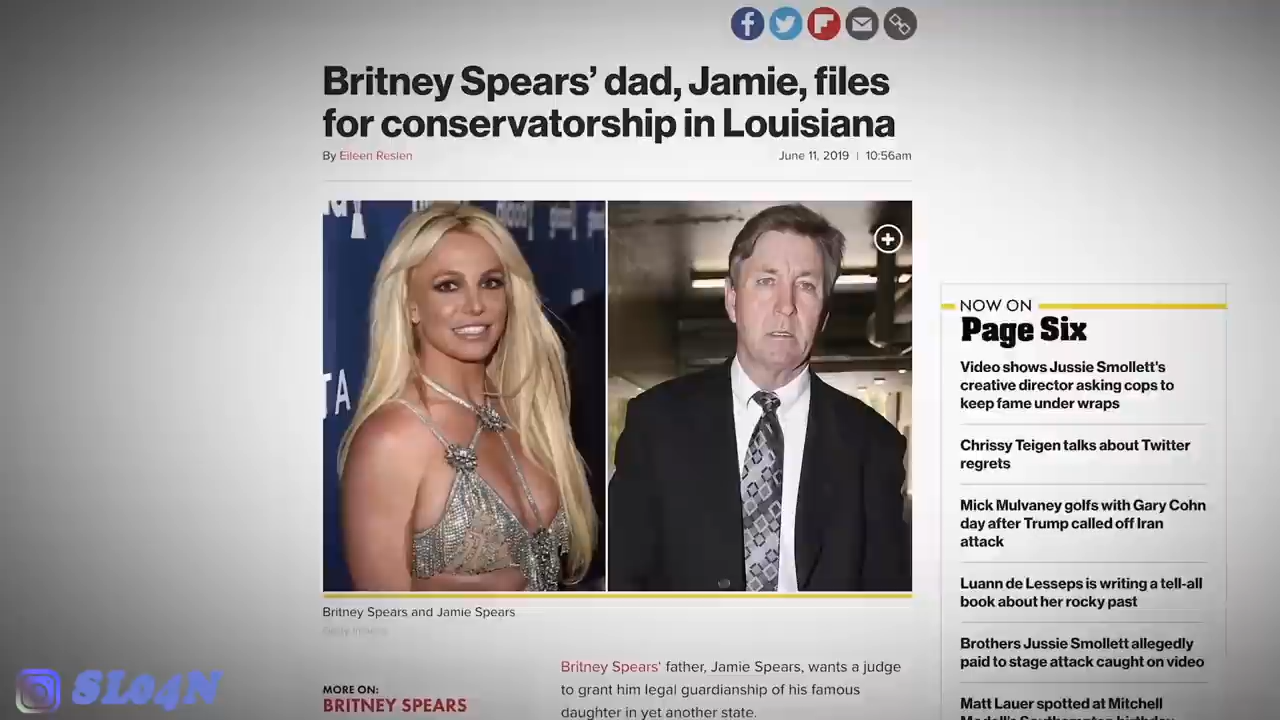 Britney Spears' dad, Jamie, files
for conservatorship in Louisiana
By Eileen Reslen
June 11, 2019 | 10:56am
Britney Spears and Jamie Spears
MORE ON:
BRITNEY SPEARS
Britney Spears' father, Jamie Spears, wants a judge
to grant him legal guardianship of his famous
daughter in yet another state.
NOW ON
Page Six
Video shows Jussie Smollett's
creative director asking cops to
keep fame under wraps
Chrissy Teigen talks about Twitter
regrets
Mick Mulvaney golfs with Gary Cohn
day after Trump called off Iran
attack
Luann de Lesseps is writing a tell-all
book about her rocky past
Brothers Jussie Smollett allegedly
paid to stage attack caught on video
Matt Lauer spotted at Mitchell
SLO4N